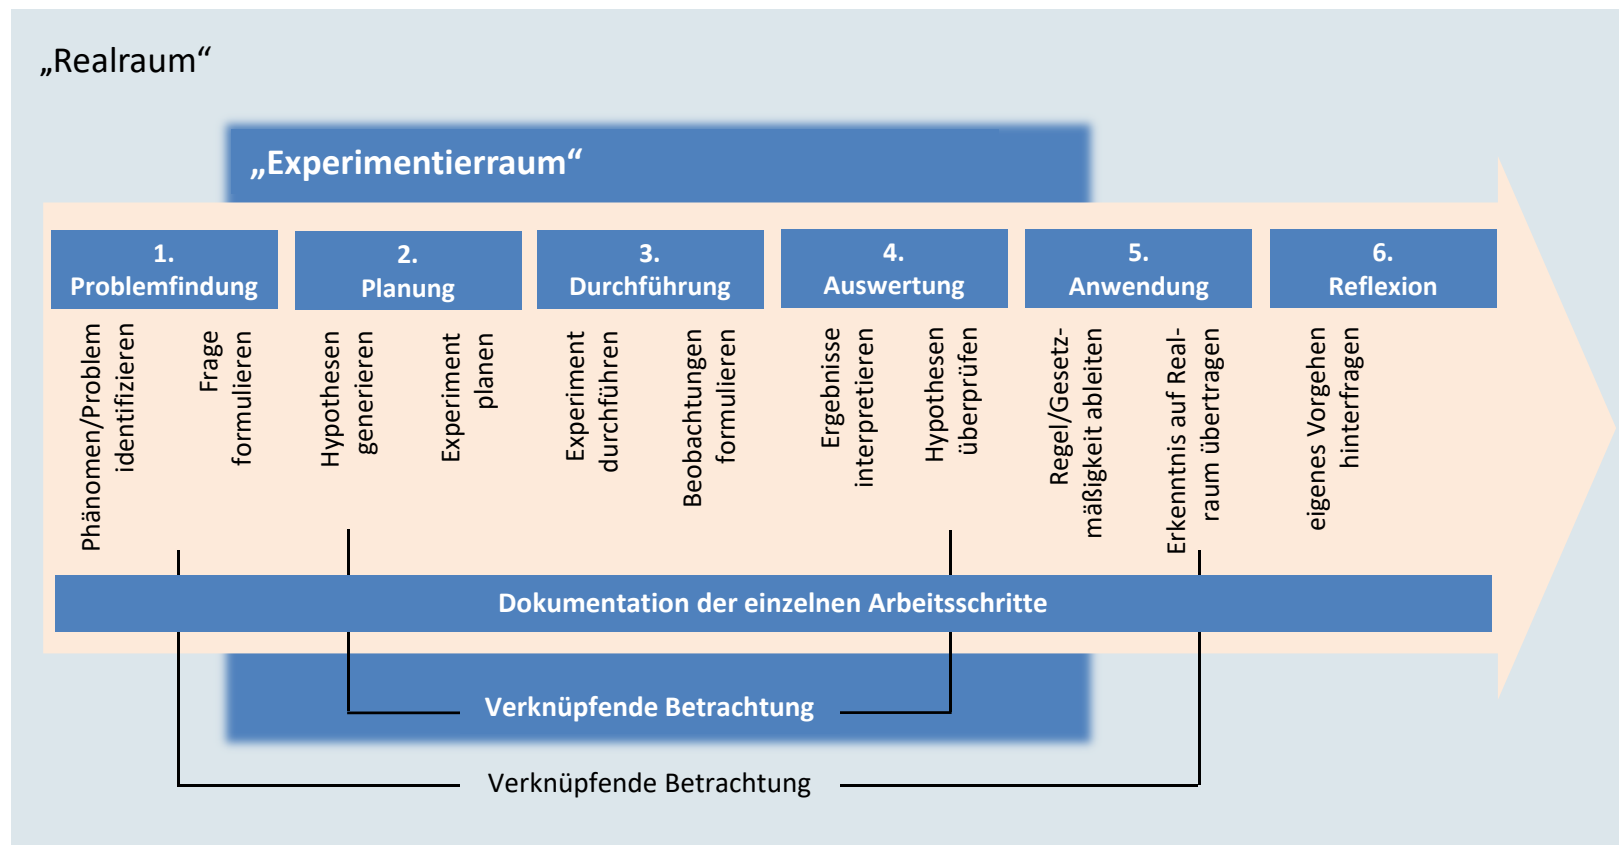 „Realraum“
„Experimentierraum“
1.
Problemfindung
2.
Planung
3.
Durchführung
4.
Auswertung
5.
Anwendung
6.
Reflexion
Phänomen/Problem
identifizieren
Frage
formulieren
Hypothesen
generieren
Experiment
planen
Experiment
durchführen
Beobachtungen
formulieren
Ergebnisse
interpretieren
Hypothesen
überprüfen
Regel/Gesetz-
mäßigkeit ableiten
Erkenntnis auf Real-
raum übertragen
eigenes Vorgehen
hinterfragen
Dokumentation der einzelnen Arbeitsschritte
Verknüpfende Betrachtung
Verknüpfende Betrachtung